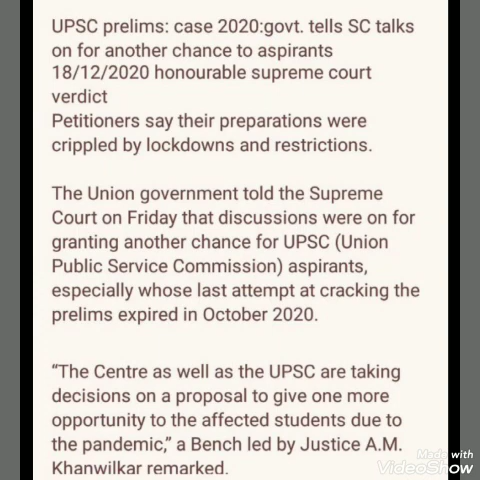 UPSC prelims: case 2020:govt. tells SC talks
on for another chance to aspirants
18/12/2020 honourable supreme court
verdict
Petitioners say their preparations were
crippled by lockdowns and restrictions.
The Union government told the Supreme
Court on Friday that discussions were on for
granting another chance for UPSC (Union
Public Service Commission) aspirants,
especially whose last attempt at cracking the
prelims expired in October 2020.
“The Centre as well as the UPSC are taking
decisions on a proposal to give one more
opportunity to the affected students due to
the pandemic,” a Bench led by Justice A.M.
Khanwilkar remarked.
Made with
VideoShow